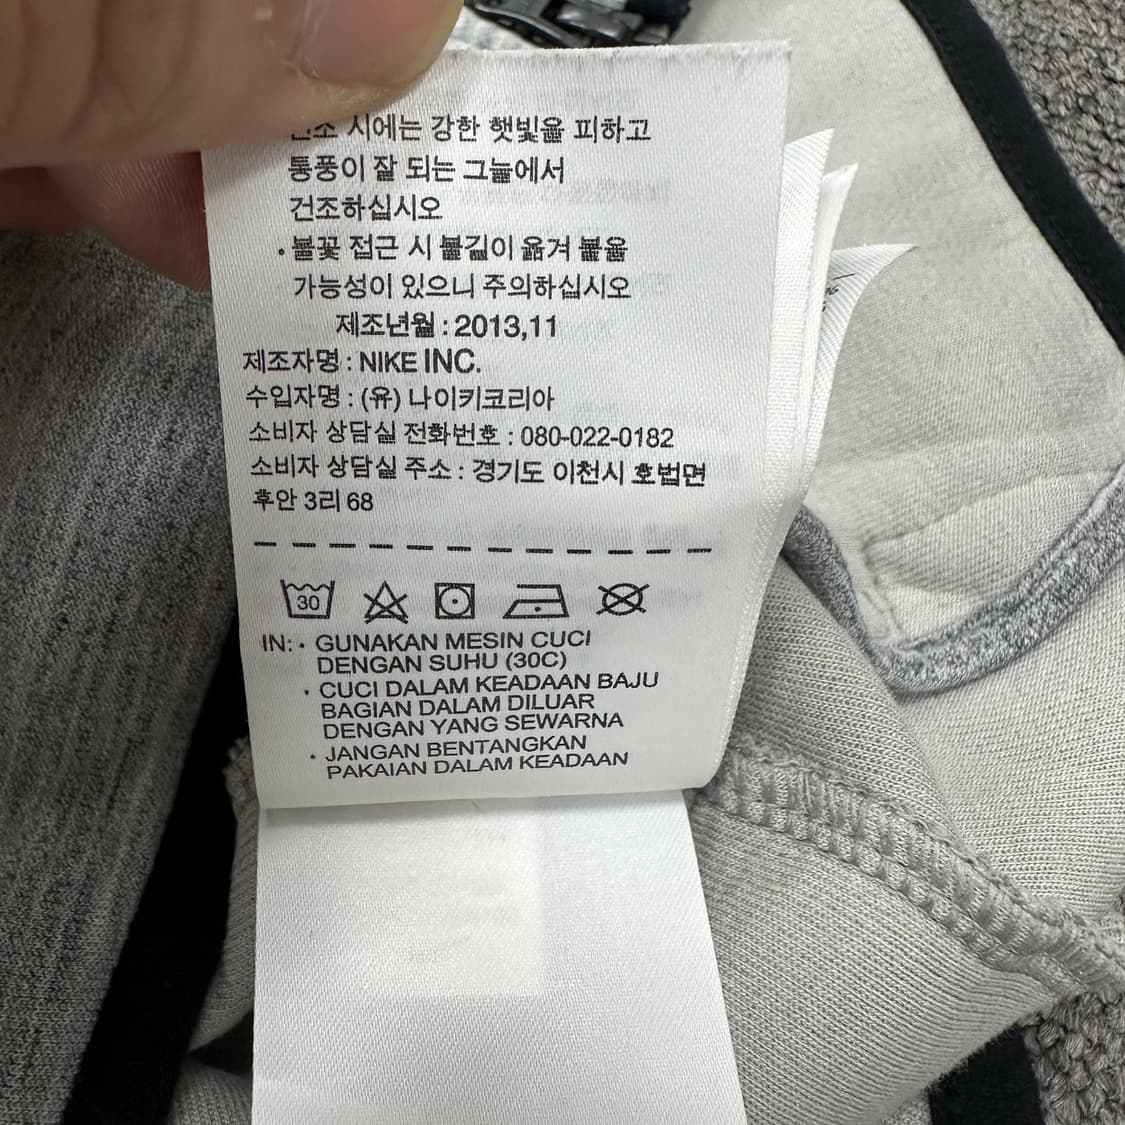 건조 시에는 강한 햇빛을 피하고
통풍이 잘 되는 그늘에서
건조하십시오
· 불꽃 접근 시 불길이 옮겨 붙을
가능성이 있으니 주의하십시오
제조년월 : 2013,11
제조자명 : NIKE INC.
수입자명 : (유) 나이키코리아
소비자 상담실 전화번호 : 080-022-0182
소비자 상담실 주소 : 경기도 이천시 호법면
후안 3리 68
30
IN: · GUNAKAN MESIN CUCI
DENGAN SUHU (30C)
· CUCI DALAM KEADAAN BAJU
BAGIAN DALAM DILUAR
DENGAN YANG SEWARNA
· JANGAN BENTANGKAN
PAKAIAN DALAM KEADAAN